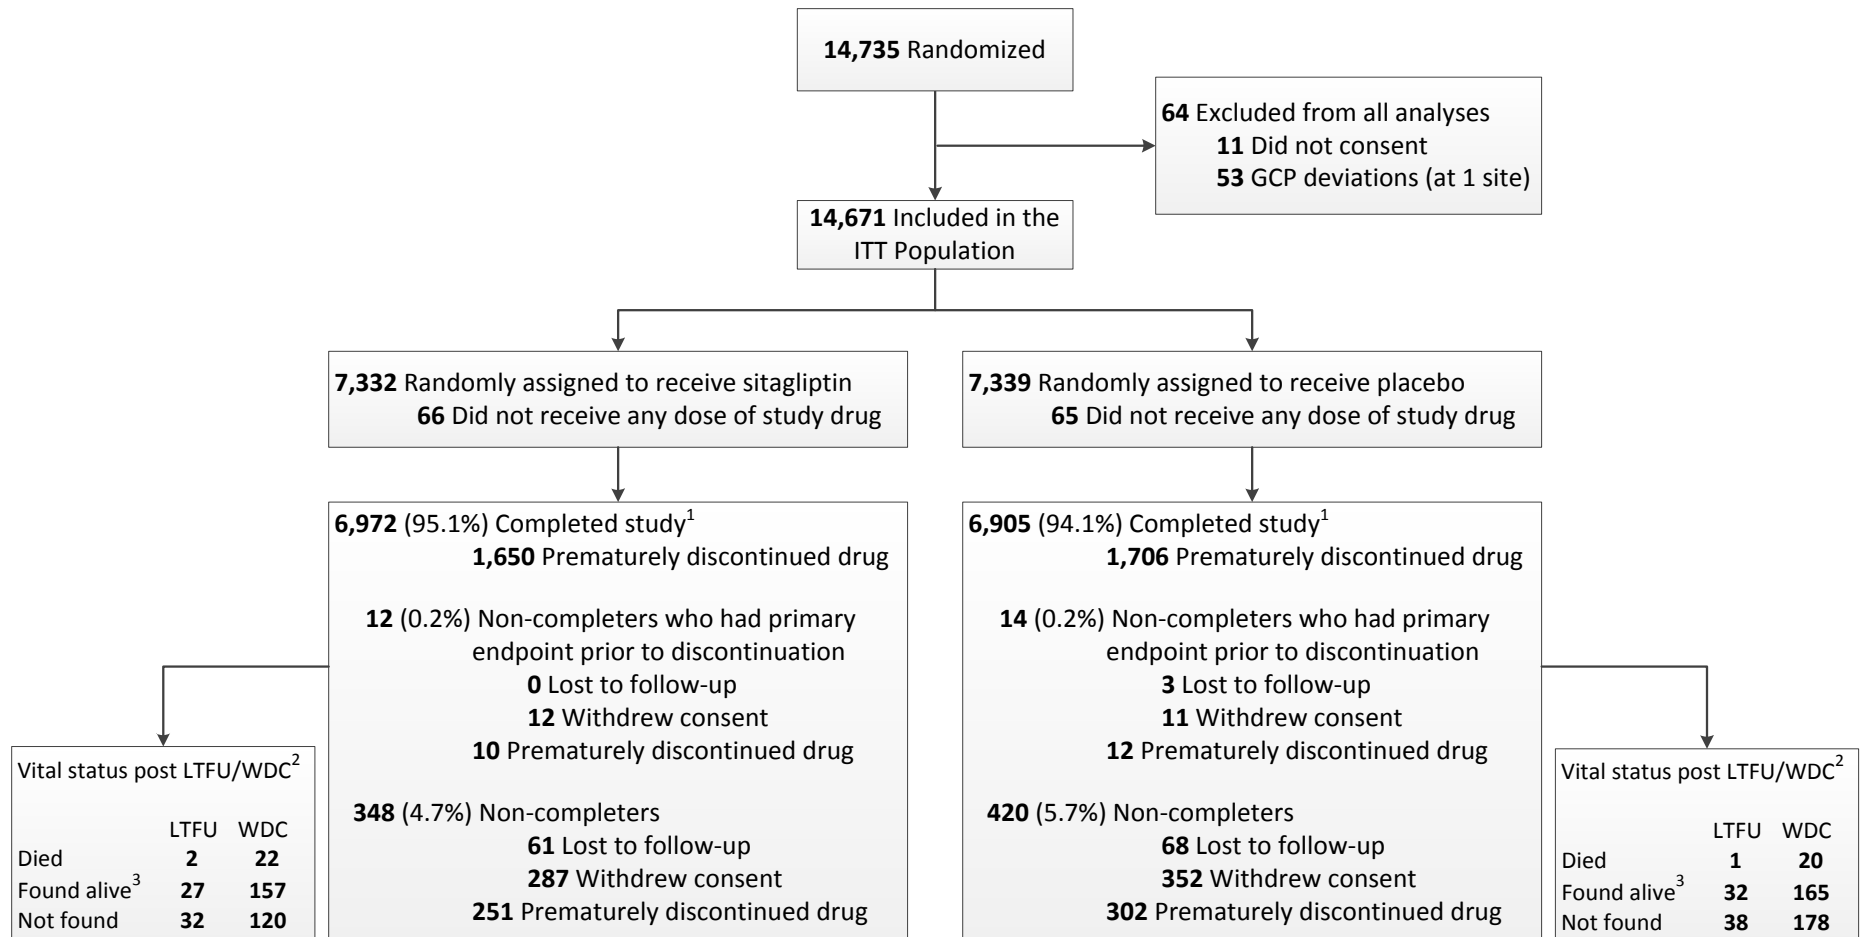 14,735 Randomized
64 Excluded from all analyses
11 Did not consent
53 GCP deviations (at 1 site)
14,671 Included in the
ITT Population
7,332 Randomly assigned to receive sitagliptin
66 Did not receive any dose of study drug
7,339 Randomly assigned to receive placebo
65 Did not receive any dose of study drug
6,972 (95.1%) Completed study¹
1,650 Prematurely discontinued drug
12 (0.2%) Non-completers who had primary
endpoint prior to discontinuation
0 Lost to follow-up
12 Withdrew consent
10 Prematurely discontinued drug
348 (4.7%) Non-completers
61 Lost to follow-up
287 Withdrew consent
251 Prematurely discontinued drug
6,905 (94.1%) Completed study¹
1,706 Prematurely discontinued drug
14 (0.2%) Non-completers who had primary
endpoint prior to discontinuation
3 Lost to follow-up
11 Withdrew consent
12 Prematurely discontinued drug
420 (5.7%) Non-completers
68 Lost to follow-up
352 Withdrew consent
302 Prematurely discontinued drug
Vital status post LTFU/WDC²
LTFU WDC
Died 2 22
Found alive³ 27 157
Not found 32 120
Vital status post LTFU/WDC²
LTFU WDC
Died 1 20
Found alive³ 32 165
Not found 38 178